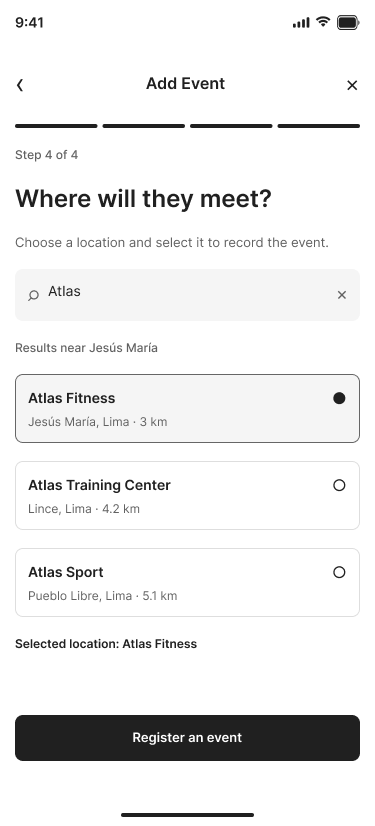 9:41
Add Event
Step 4 of 4
Where will they meet?
Choose a location and select it to record the event.
Atlas
Results near Jesús María
Atlas Fitness
Jesús María, Lima · 3 km
Atlas Training Center
Lince, Lima · 4.2 km
Atlas Sport
Pueblo Libre, Lima · 5.1 km
Selected location: Atlas Fitness
Register an event